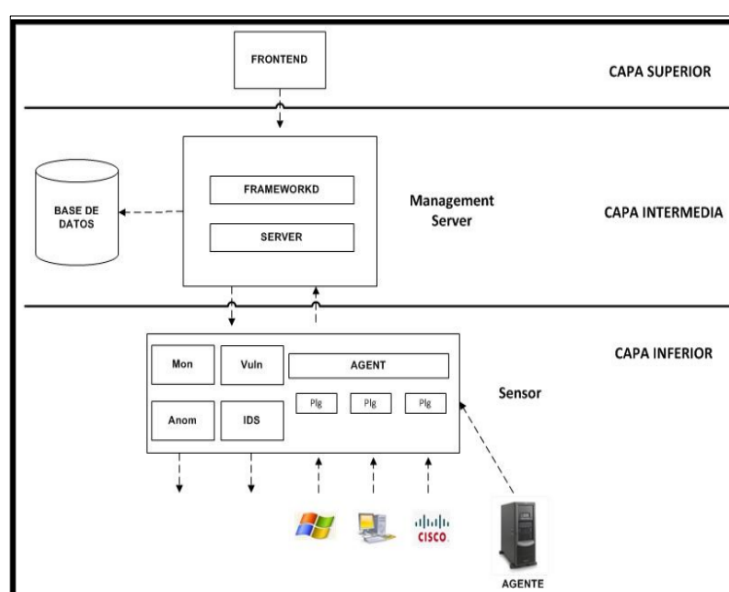 FRONTEND
CAPA SUPERIOR
FRAMEWORKD
SERVER
BASE DE
DATOS
Management
Server
CAPA INTERMEDIA
CAPA INFERIOR
Mon
Vuln
AGENT
Plg
Plg
Plg
Anom
IDS
Sensor
CISCO
AGENTE